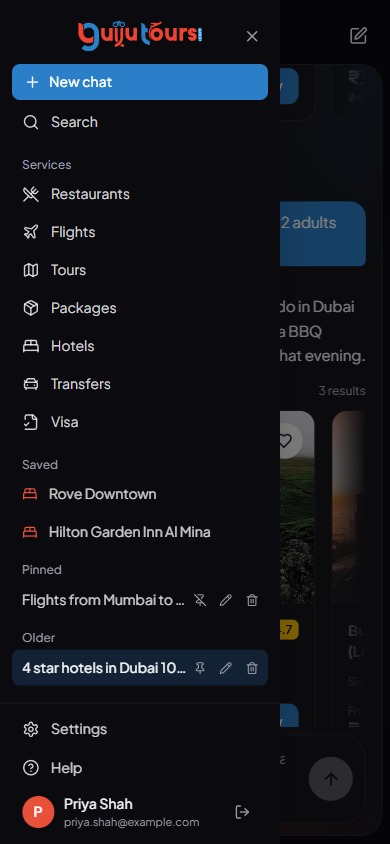 gujju tours
New chat
Search
Services
Restaurants
Flights
Tours
Packages
Hotels
Transfers
Visa
Saved
Rove Downtown
Hilton Garden Inn Al Mina
Pinned
Flights from Mumbai to ...
Older
4 star hotels in Dubai 10...
Settings
Help
P
Priya Shah
priya.shah@example.com
2 adults
do in Dubai
a BBQ
hat evening.
3 results
.7